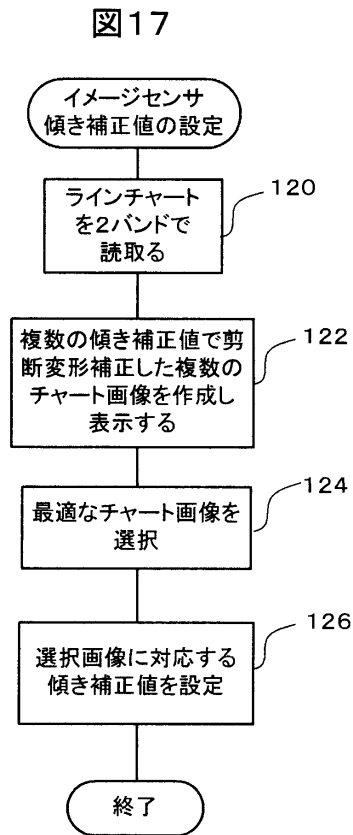 図17
イメージセンサ
傾き補正値の設定
ラインチャート
を2バンドで
読取る
120
複数の傾き補正値で剪
断変形補正した複数の
チャート画像を作成し
表示する
122
最適なチャート画像を
選択
124
選択画像に対応する
傾き補正値を設定
126
終了